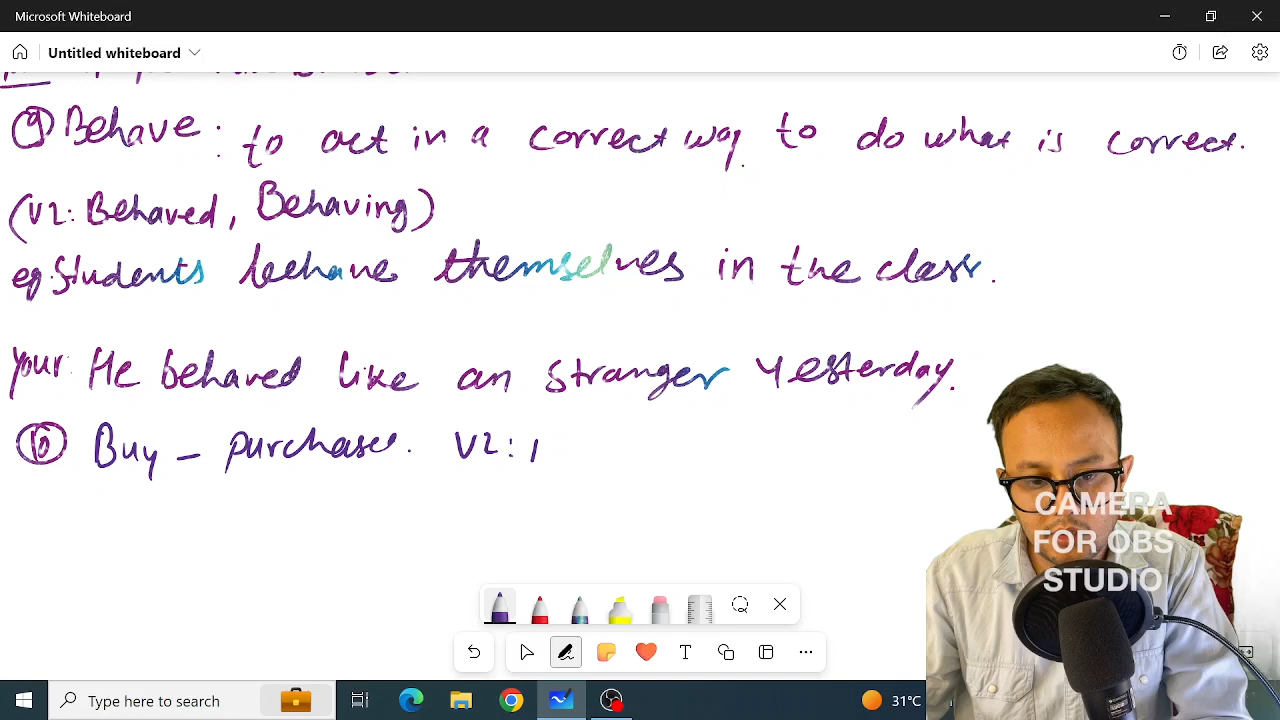 Microsoft Whiteboard
Untitled whiteboard
9 Behave: to act in a correct way. to do what is correct.
(V2: Behaved, Behaving)
eg. Students behave themselves in the class.
your: He behaved like an stranger yesterday.
10 Buy - purchase. V2:
CAMERA
FOR OBS
STUDIO
Type here to search
31°C